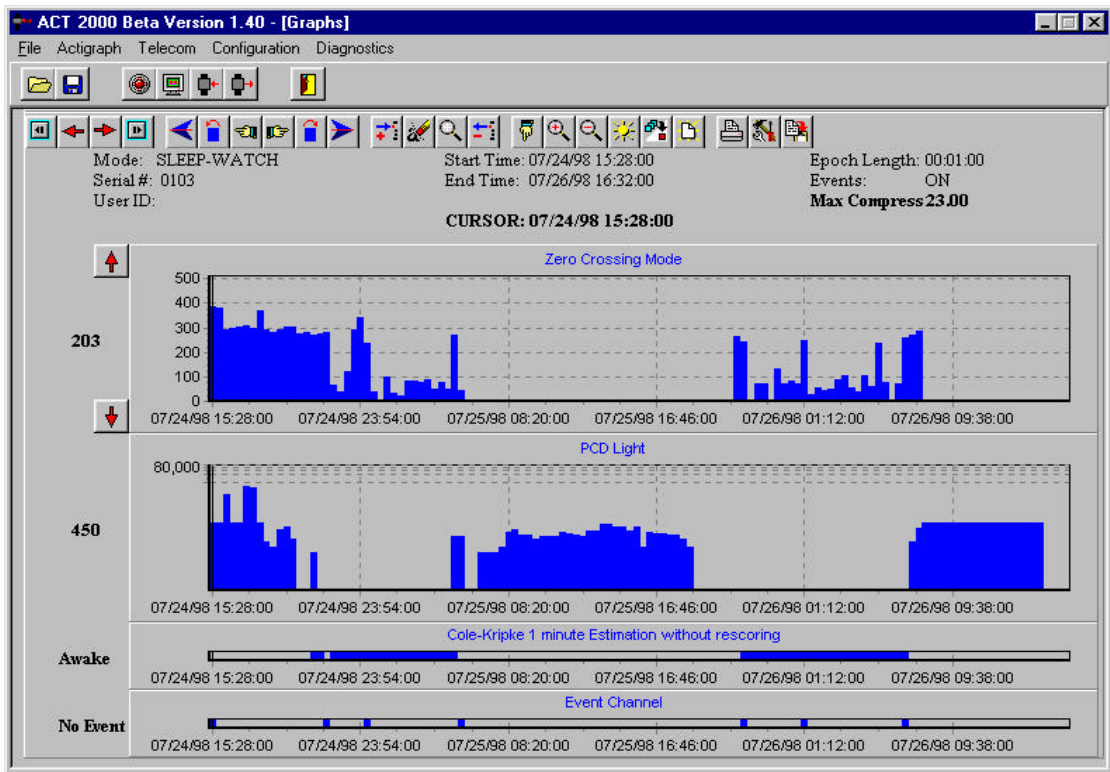 ACT 2000 Beta Version 1.40 - [Graphs]
File Actigraph Telecom Configuration Diagnostics
Mode: SLEEP-WATCH Start Time: 07/24/98 15:28:00 Epoch Length: 00:01:00
Serial #: 0103 End Time: 07/26/98 16:32:00 Events: ON
User ID: Max Compress 23.00
CURSOR: 07/24/98 15:28:00
Zero Crossing Mode
500
400
300
203
200
100
0
07/24/98 15:28:00 07/24/98 23:54:00 07/25/98 08:20:00 07/25/98 16:46:00 07/26/98 01:12:00 07/26/98 09:38:00
PCD Light
80,000
450
07/24/98 15:28:00 07/24/98 23:54:00 07/25/98 08:20:00 07/25/98 16:46:00 07/26/98 01:12:00 07/26/98 09:38:00
Cole-Kripke 1 minute Estimation without rescoring
Awake
07/24/98 15:28:00 07/24/98 23:54:00 07/25/98 08:20:00 07/25/98 16:46:00 07/26/98 01:12:00 07/26/98 09:38:00
Event Channel
No Event
07/24/98 15:28:00 07/24/98 23:54:00 07/25/98 08:20:00 07/25/98 16:46:00 07/26/98 01:12:00 07/26/98 09:38:00